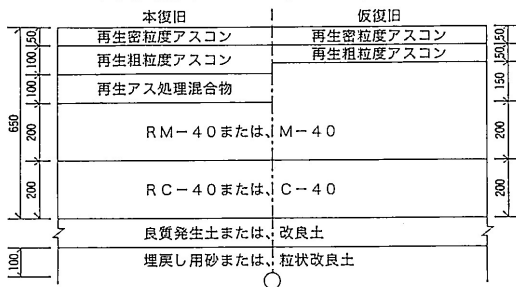 本復旧 仮復旧
50 再生密粒度アスコン 再生密粒度アスコン 50
100 再生粗粒度アスコン 再生粗粒度アスコン 50
100 再生アス処理混合物 150
650
200 RM-40または、M-40 200
200 RC-40または、C-40 200
良質発生土または、改良土
100 埋戻し用砂または、粒状改良土